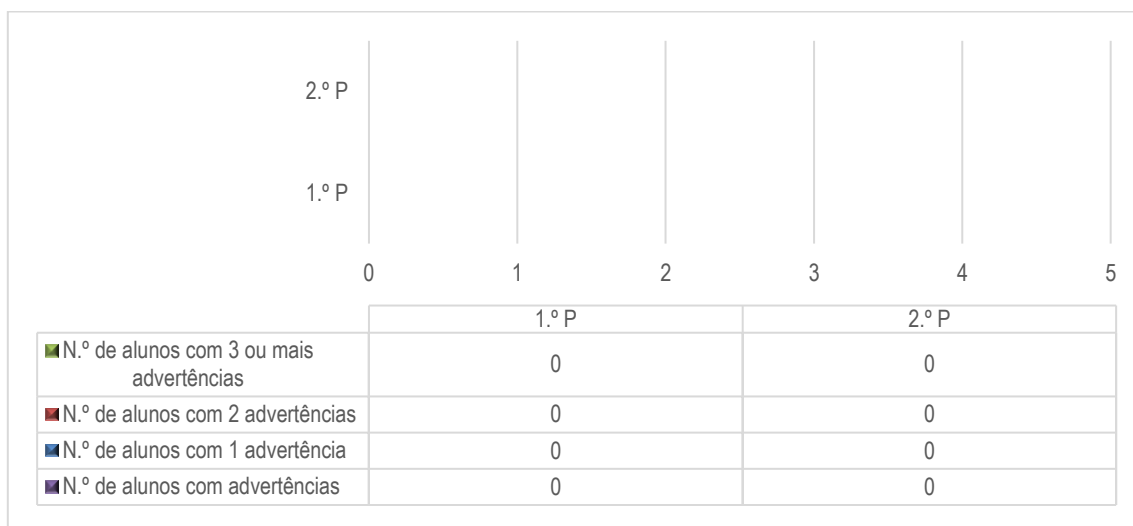 2.º P
1.º P
0 1 2 3 4 5
1.º P 2.º P
N.º de alunos com 3 ou mais
advertências 0 0
N.º de alunos com 2 advertências 0 0
N.º de alunos com 1 advertência 0 0
N.º de alunos com advertências 0 0